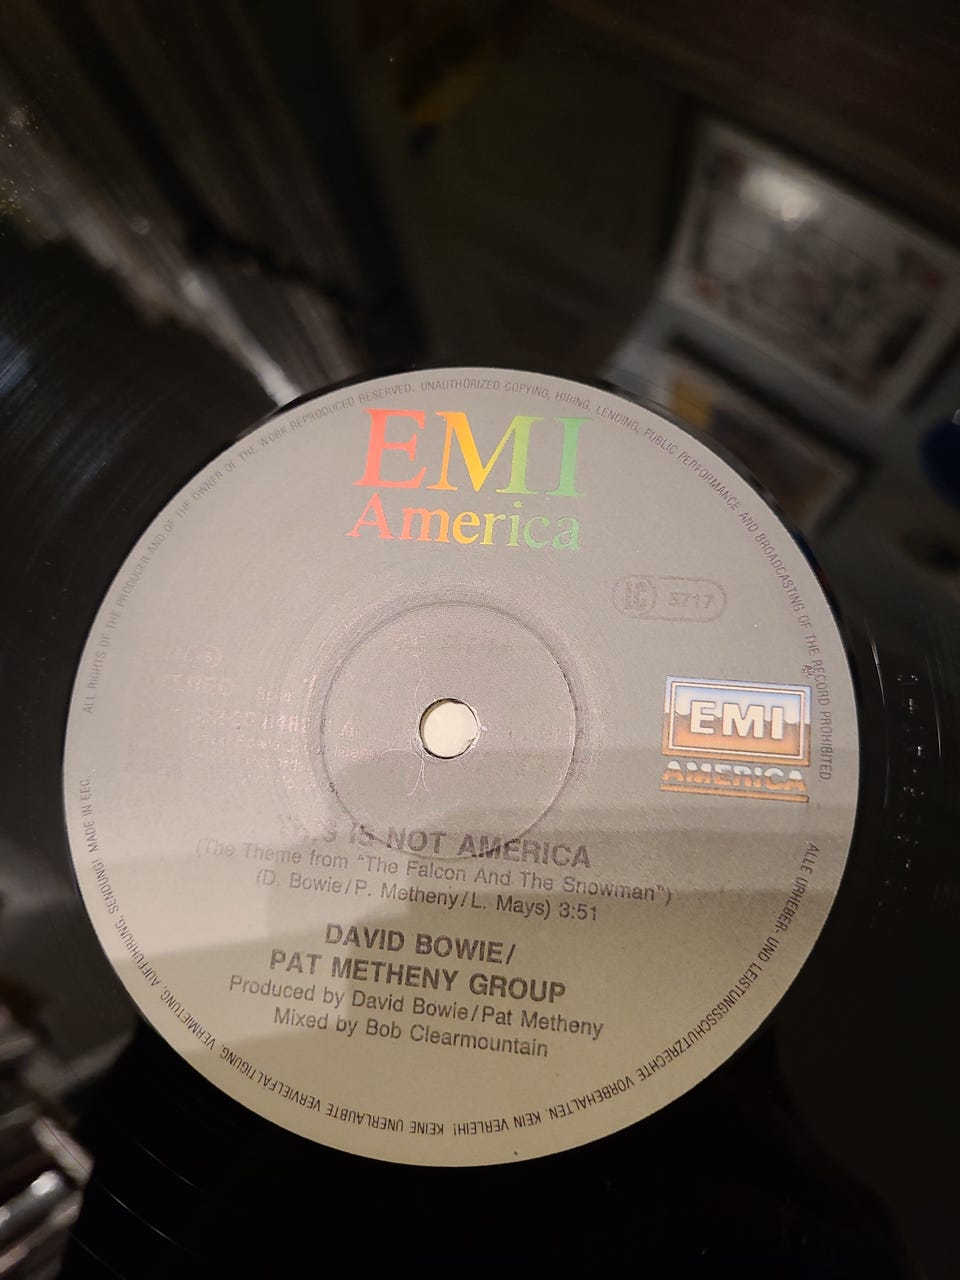 ALL RIGHTS OF THE PRODUCER AND OF THE OWNER OF THE WORK REPRODUCED RESERVED. UNAUTHORIZED COPYING, HIRING, LENDING, PUBLIC PERFORMANCE AND BROADCASTING OF THE RECORD PROHIBITED
EMI
America
LC 5717
EMI
AMERICA
THIS IS NOT AMERICA
(The Theme from "The Falcon And The Snowman")
(D. Bowie/P. Metheny/L. Mays) 3:51
DAVID BOWIE/
PAT METHENY GROUP
Produced by David Bowie/Pat Metheny
Mixed by Bob Clearmountain
ALLE URHEBER- UND LEISTUNGSSCHUTZRECHTE VORBEHALTEN. KEIN VERLEIH! KEINE UNERLAUBTE VERVIELFÄLTIGUNG, VERMIETUNG, AUFFÜHRUNG, SENDUNG! MADE IN EEC.